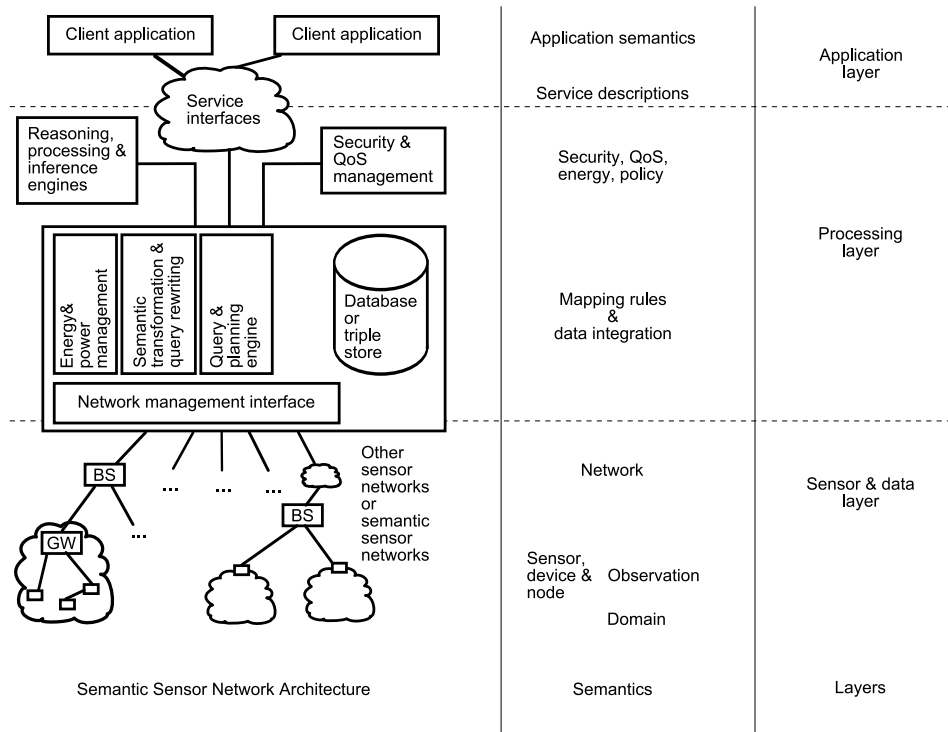 Client application
Client application
Service
interfaces
Reasoning,
processing &
inference
engines
Security &
QoS
management
Energy&
power
management
Semantic
transformation &
query rewriting
Query &
planning
engine
Database
or
triple
store
Network management interface
BS
...
...
...
...
BS
GW
Other
sensor
networks
or
semantic
sensor
networks
Semantic Sensor Network Architecture
Application semantics
Service descriptions
Security, QoS,
energy, policy
Mapping rules
&
data integration
Network
Sensor,
device &
node
Observation
Domain
Semantics
Application
layer
Processing
layer
Sensor & data
layer
Layers